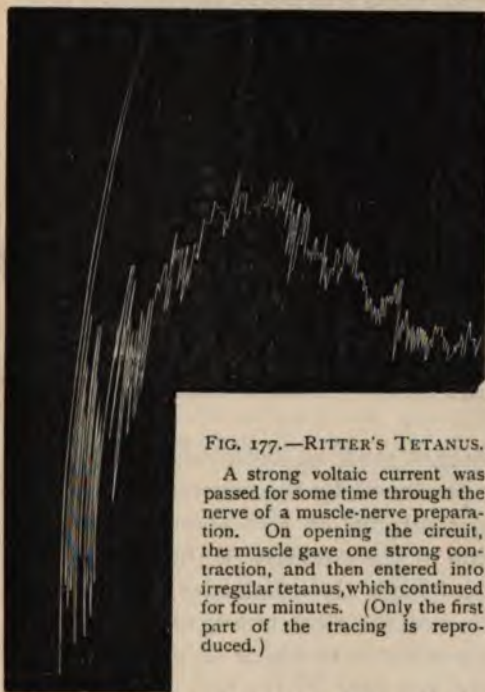 FIG. 177.—RITTER'S TETANUS.
A strong voltaic current was
passed for some time through the
nerve of a muscle-nerve prepara-
tion. On opening the circuit,
the muscle gave one strong con-
traction, and then entered into
irregular tetanus, which continued
for four minutes. (Only the first
part of the tracing is repro-
duced.)